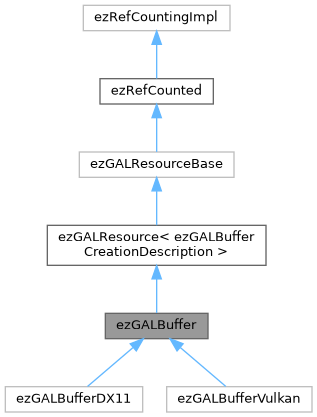 ezRefCountingImpl
ezRefCounted
ezGALResourceBase
ezGALResource< ezGALBuffer
CreationDescription >
ezGALBuffer
ezGALBufferDX11
ezGALBufferVulkan